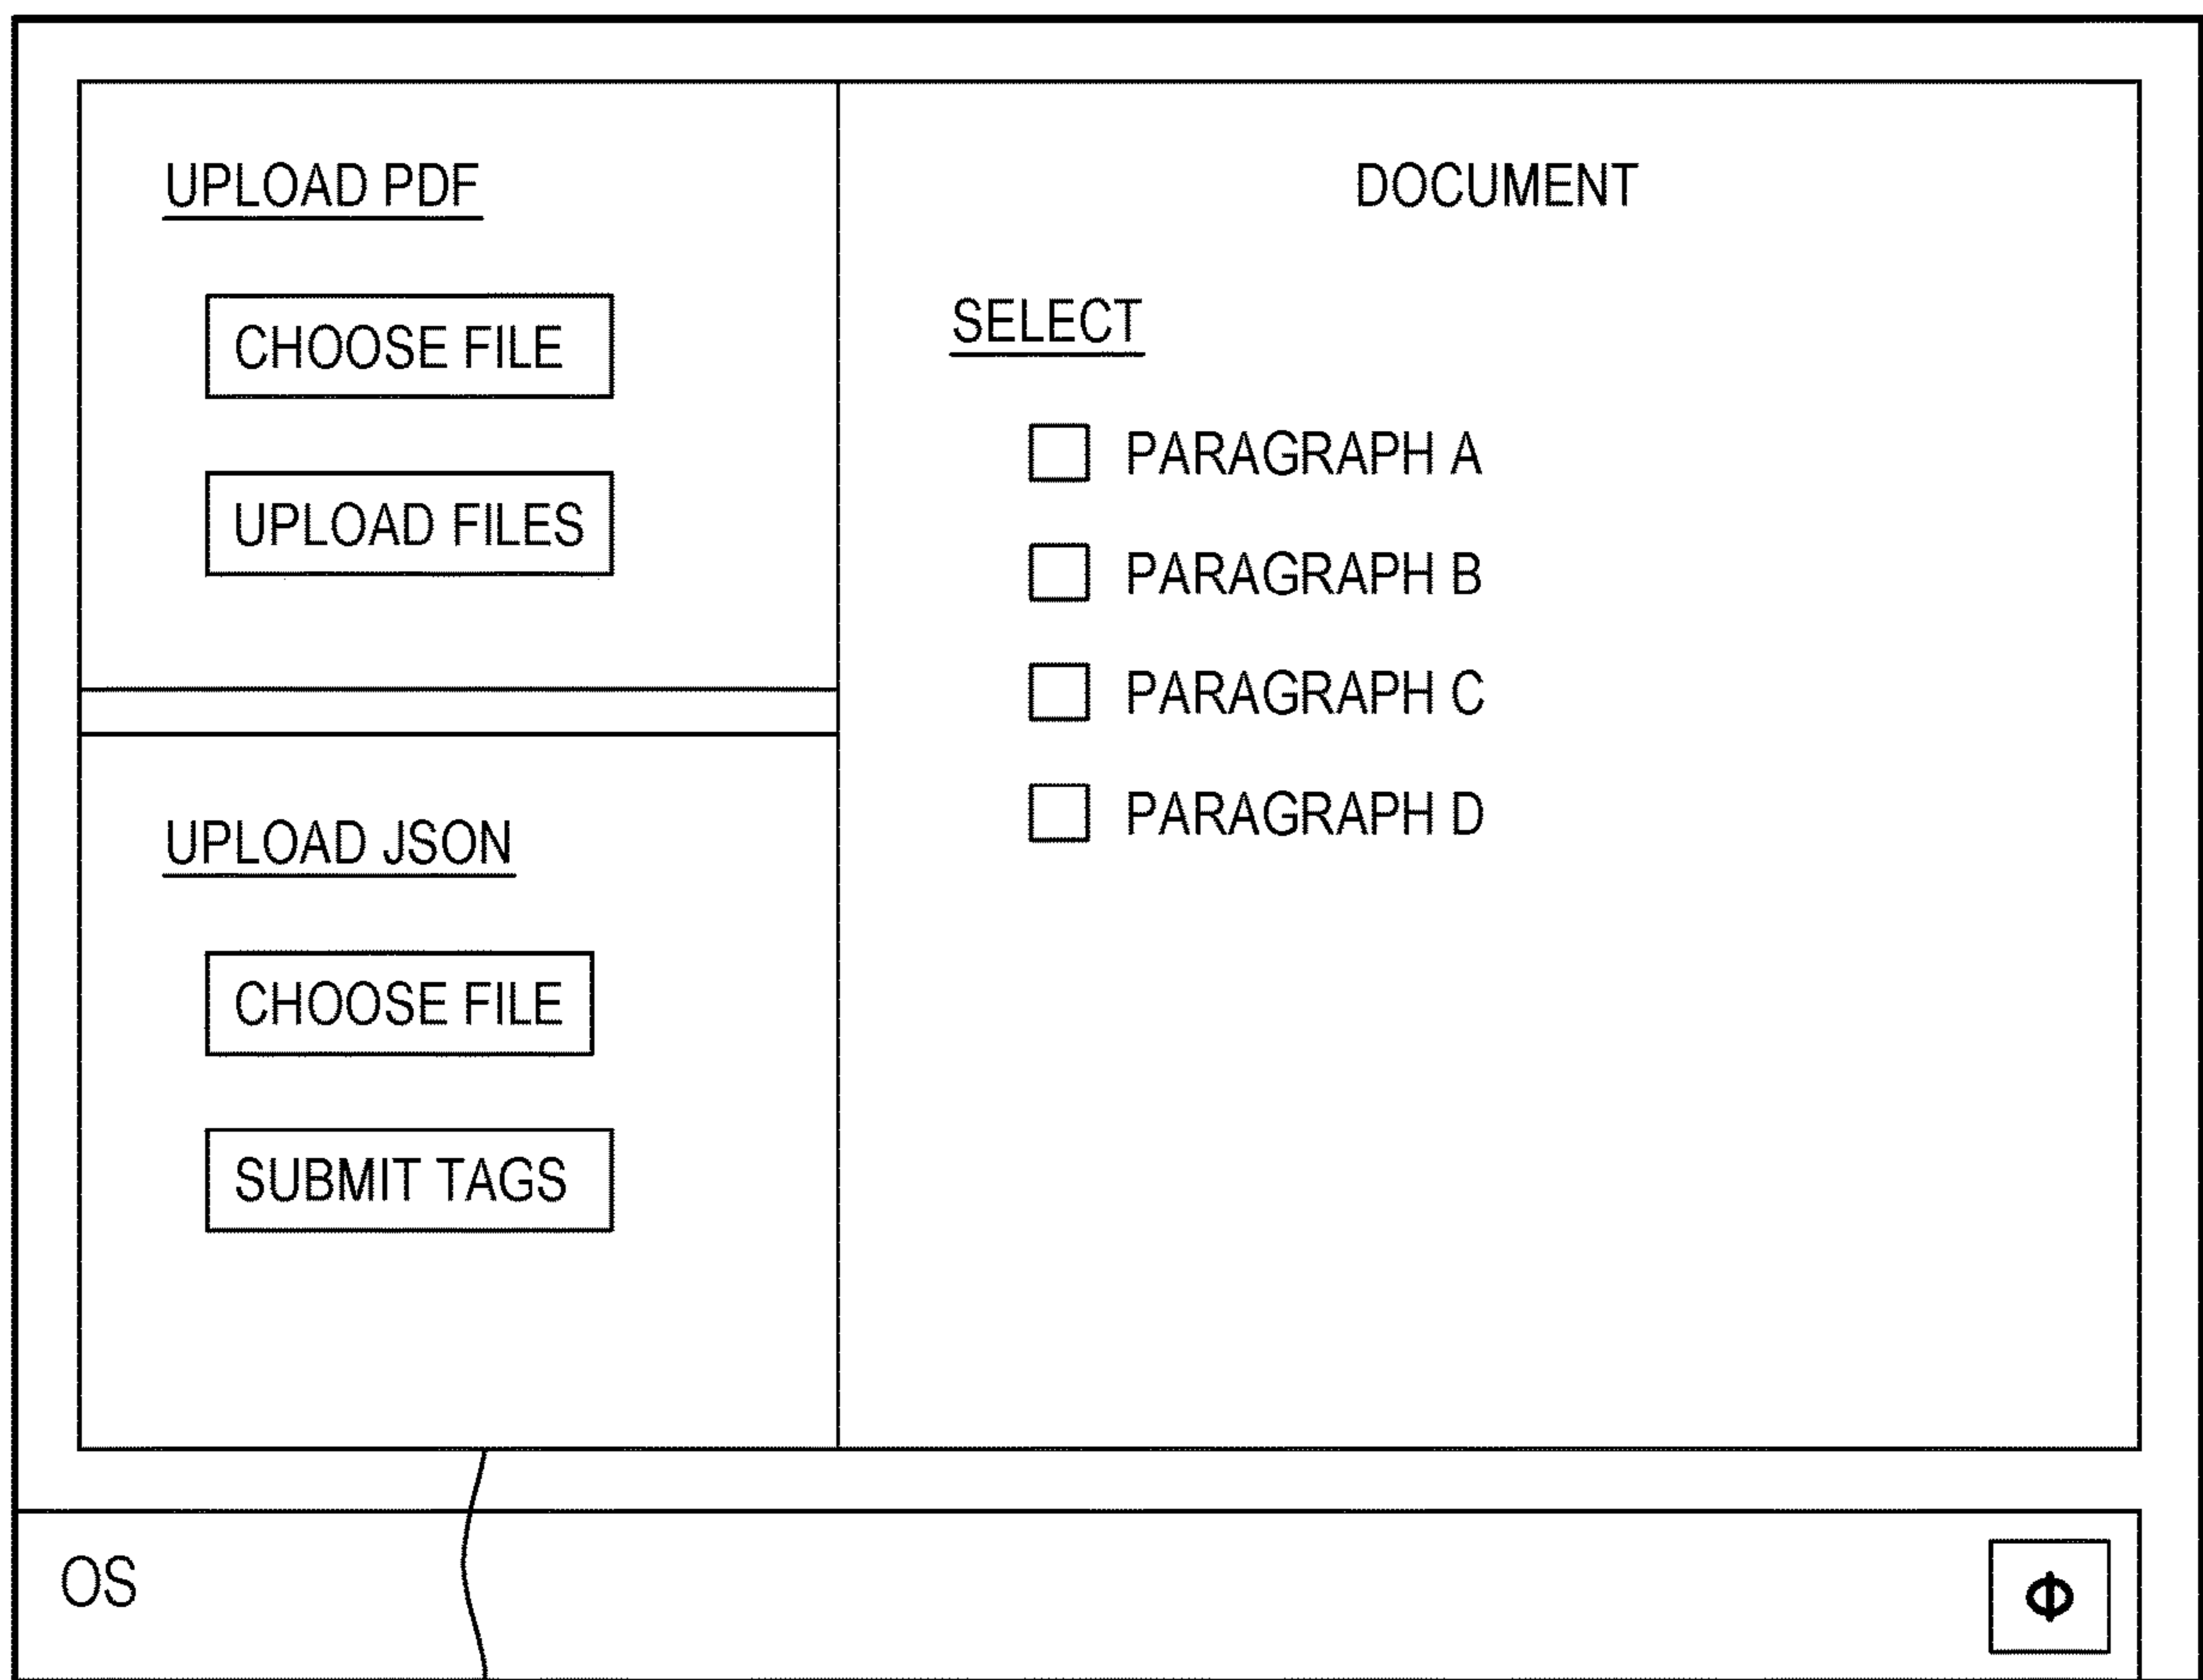 UPLOAD PDF
CHOOSE FILE
UPLOAD FILES
UPLOAD JSON
CHOOSE FILE
SUBMIT TAGS
DOCUMENT
SELECT
PARAGRAPH A
PARAGRAPH B
PARAGRAPH C
PARAGRAPH D
OS
Φ